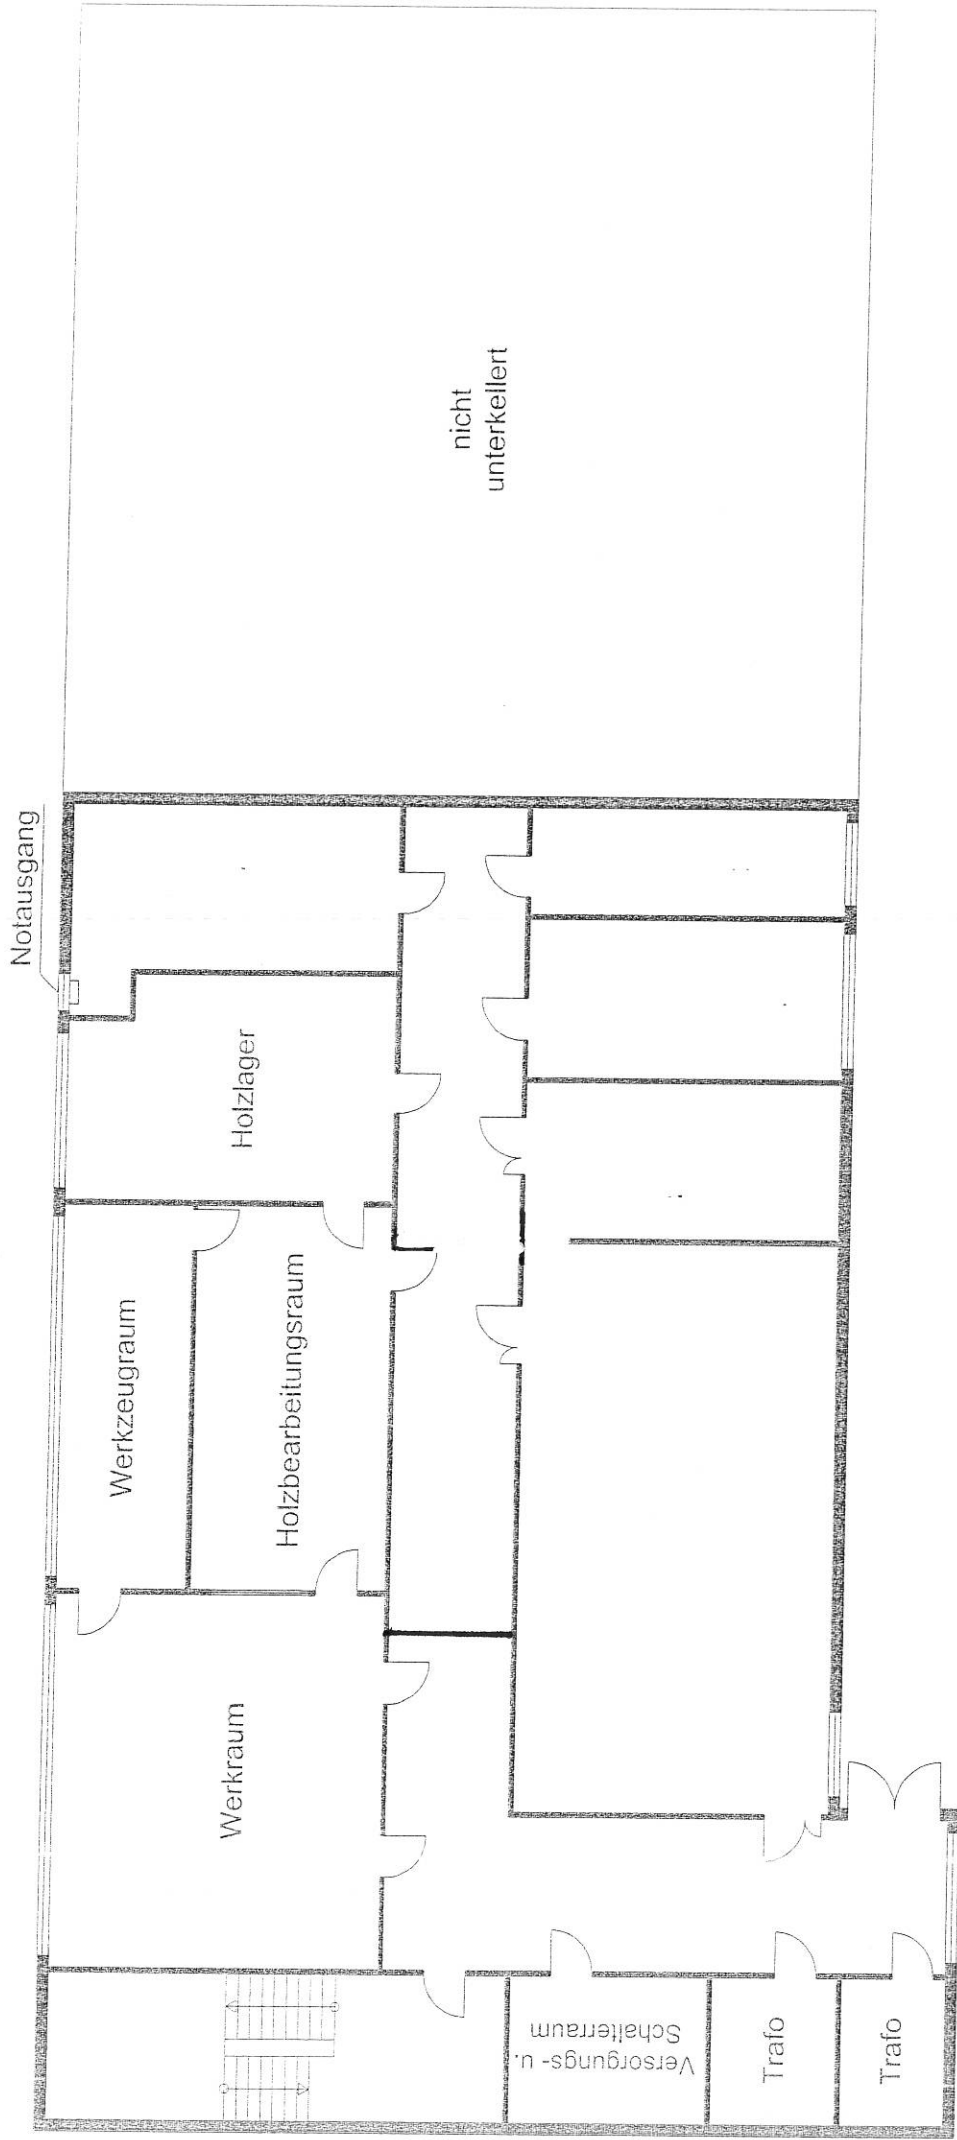 Notausgang
nicht
unterkellert
Holzlager
Werkzeugraum
Holzbearbeitungsraum
Werkraum
Versorgungs- u.
Schalterraum
Trafo
Trafo